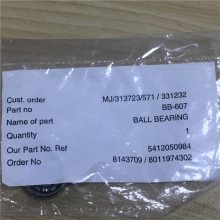 Cust. order MJ/313723/571 / 331232
Part no BB-607
Name of part BALL BEARING
Quantity 1
Our Part No. Ref 5412050984
Order No 8143709 / 8011974302